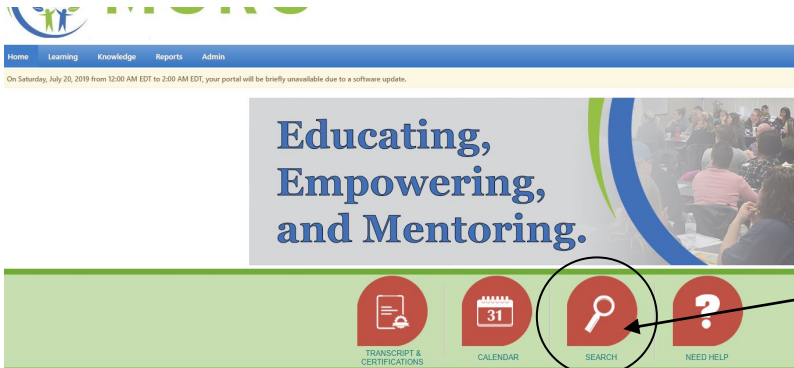 Home Learning Knowledge Reports Admin
On Saturday, July 20, 2019 from 12:00 AM EDT to 2:00 AM EDT, your portal will be briefly unavailable due to a software update.
Educating,
Empowering,
and Mentoring.
31
?
TRANSCRIPT &
CERTIFICATIONS
CALENDAR
SEARCH
NEED HELP